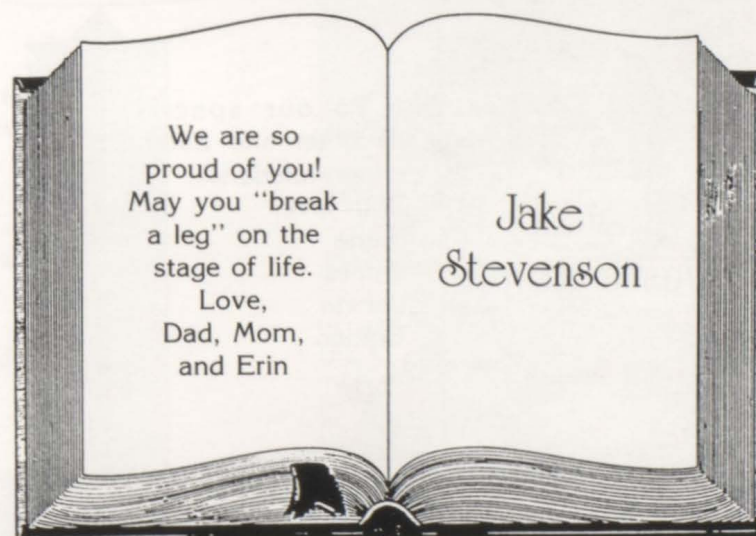 We are so
proud of you!
May you "break
a leg" on the
stage of life.
Love,
Dad, Mom,
and Erin
Jake
Stevenson